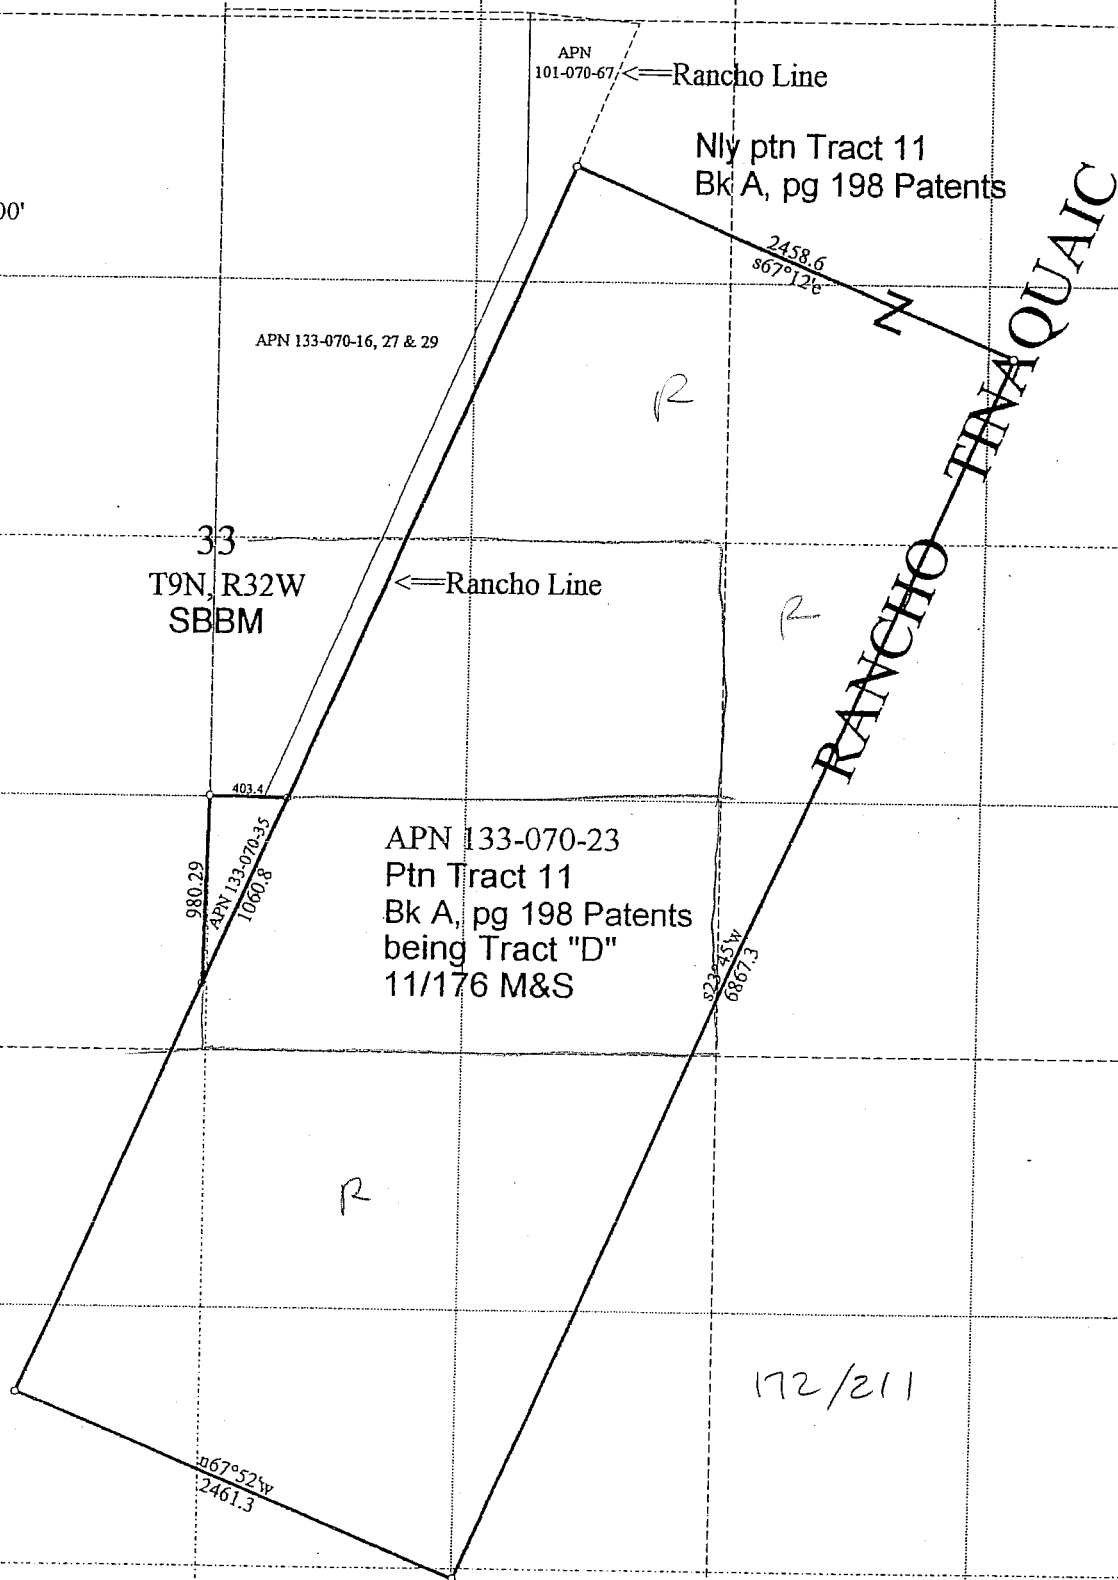 APN
101-070-67
<==Rancho Line
Nly ptn Tract 11
Bk A, pg 198 Patents
00'
2458.6
s67°12'e
N
RANCHO TINAQUAIC
APN 133-070-16, 27 & 29
R
33
T9N, R32W
SBBM
<==Rancho Line
R
403.4
980.29
APN 133-070-35
1060.8
APN 133-070-23
Ptn Tract 11
Bk A, pg 198 Patents
being Tract "D"
11/176 M&S
s23°45'w
6867.3
R
172/211
n67°52'w
2461.3